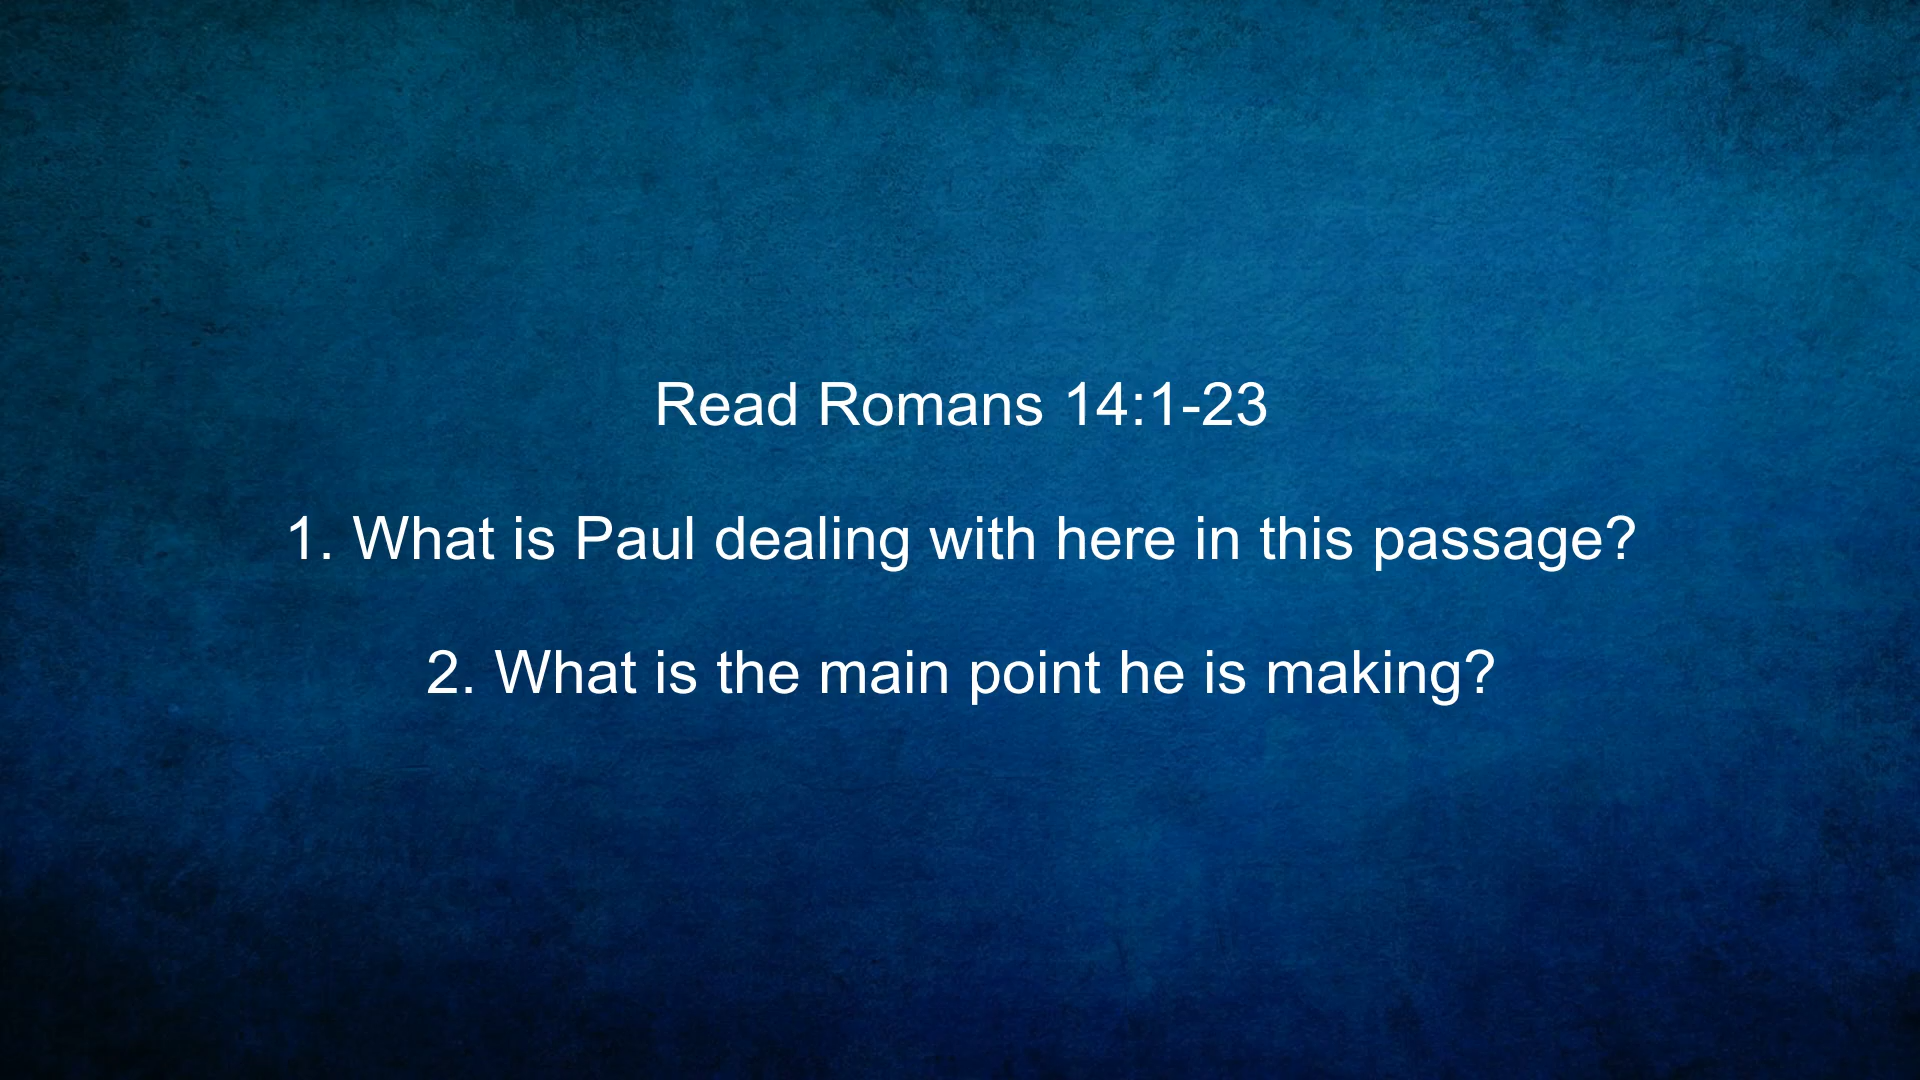 Read Romans 14:1-23
1. What is Paul dealing with here in this passage?
2. What is the main point he is making?